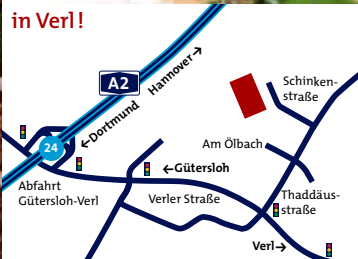 in Verl!
A2
Hannover→
←Dortmund
24
Schinken-
straße
Am Ölbach
←Gütersloh
Abfahrt
Gütersloh-Verl
Verler Straße
Thaddäus-
straße
Verl→